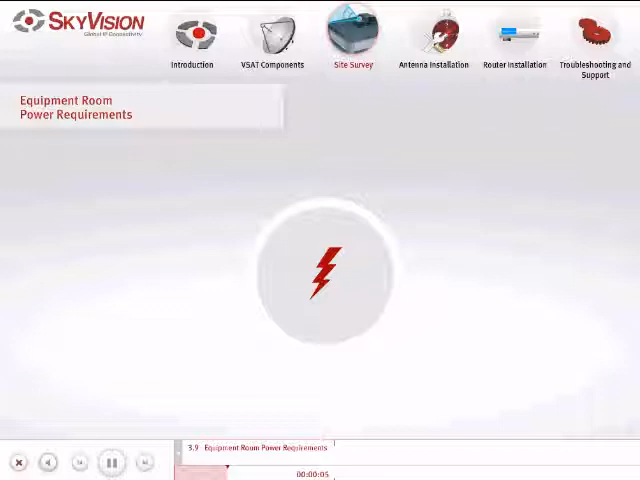 SKYVISION
Global IP Connectivity
Introduction
VSAT Components
Site Survey
Antenna Installation
Router Installation
Troubleshooting and
Support
Equipment Room
Power Requirements
3.9 Equipment Room Power Requirements
00:00:05